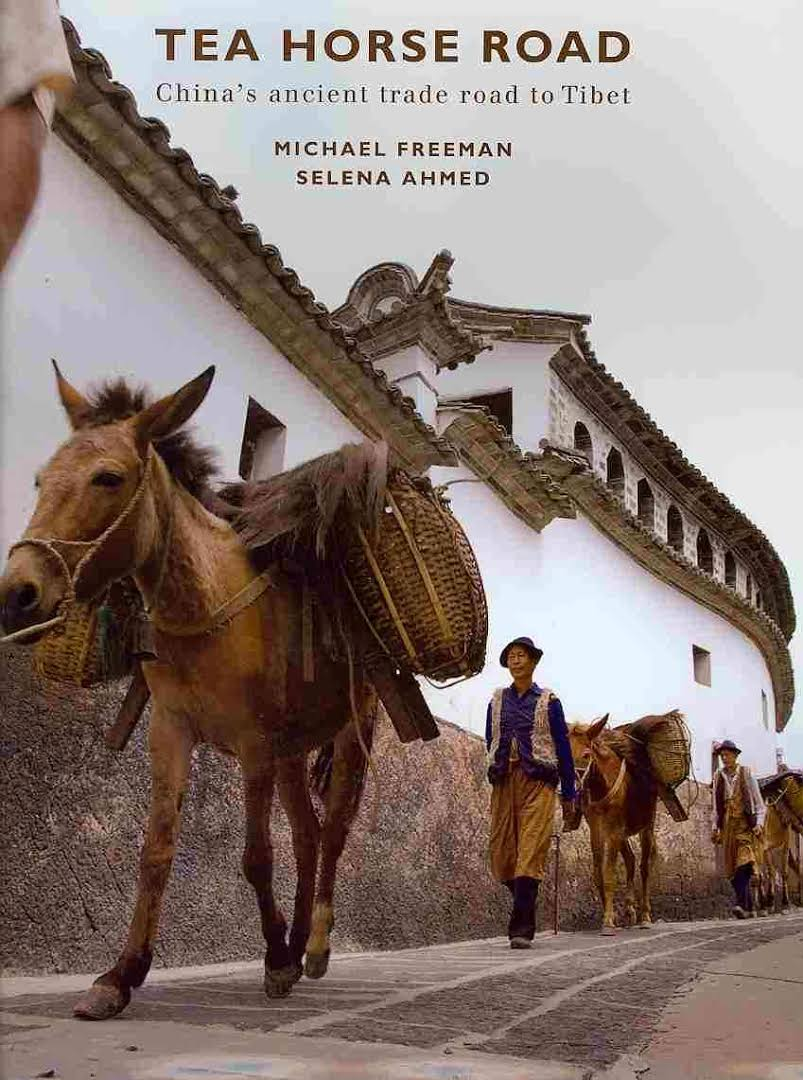 TEA HORSE ROAD
China's ancient trade road to Tibet
MICHAEL FREEMAN
SELENA AHMED